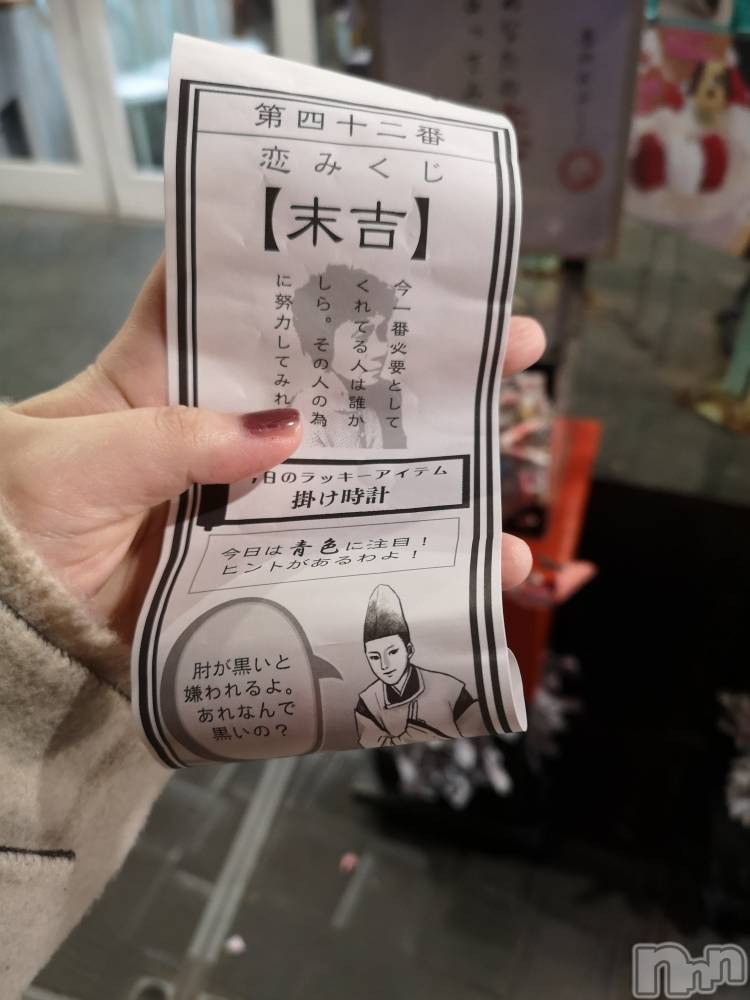 第四十二番
恋みくじ
【末吉】
今一番必要として
くれてる人は誰か
しら。その人の為
に努力してみれ
日のラッキーアイテム
掛け時計
今日は青色に注目！
ヒントがあるわよ！
肘が黒いと
嫌われるよ。
あれなんで
黒いの？
nnn